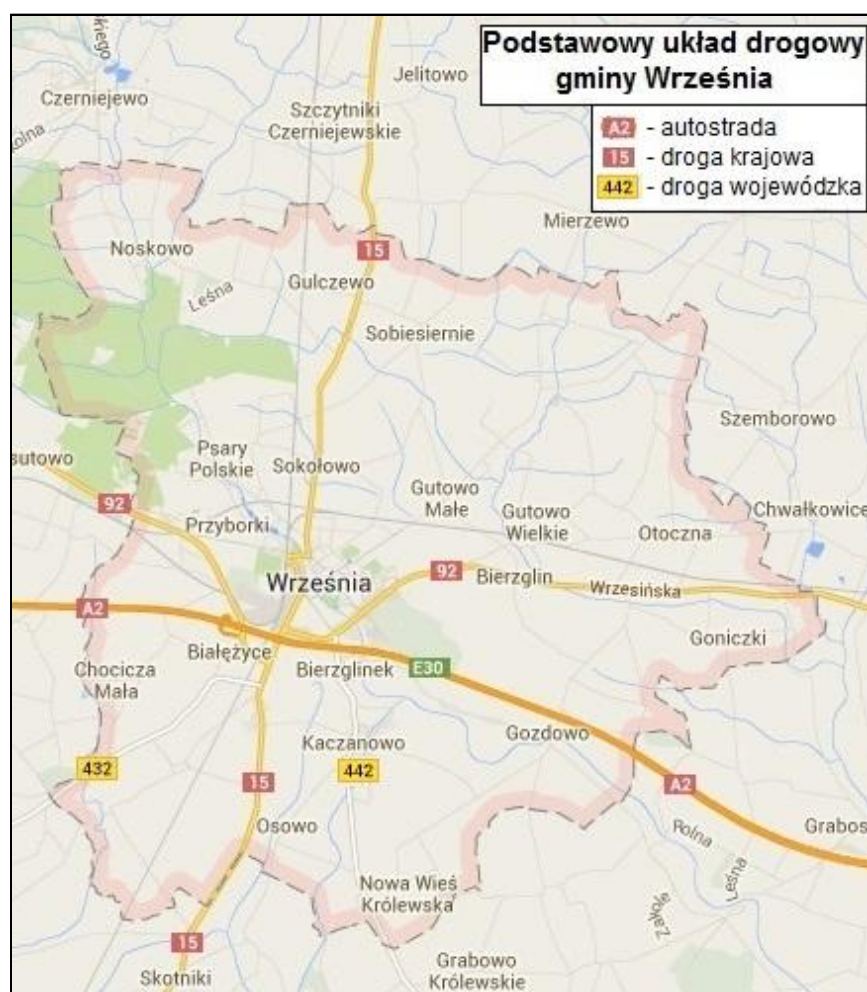 Podstawowy układ drogowy
gminy Września
A2 - autostrada
15 - droga krajowa
442 - droga wojewódzka
Jelitowo
Czerniejewo
Szczytniki
Czerniejewskie
Mierzewo
Noskowo
15
Leśna
Gulczewo
Sobiesiernie
Szemborowo
Psary
Polskie
Sokołowo
sutowo
Gutowo
Małe
Gutowo
Wielkie
92
Chwałkowice
Przyborki
Otoczna
Września
92
Bierzglin
Wrzesińska
A2
Goniczki
Białężyce
Bierzglinek
E30
Chocicza
Mała
Gozdowo
Kaczanowo
432
442
15
A2
Osowo
Rolna
Grabos
Leśna
Nowa Wieś
Królewska
15
Skotniki
Grabowo
Królewskie